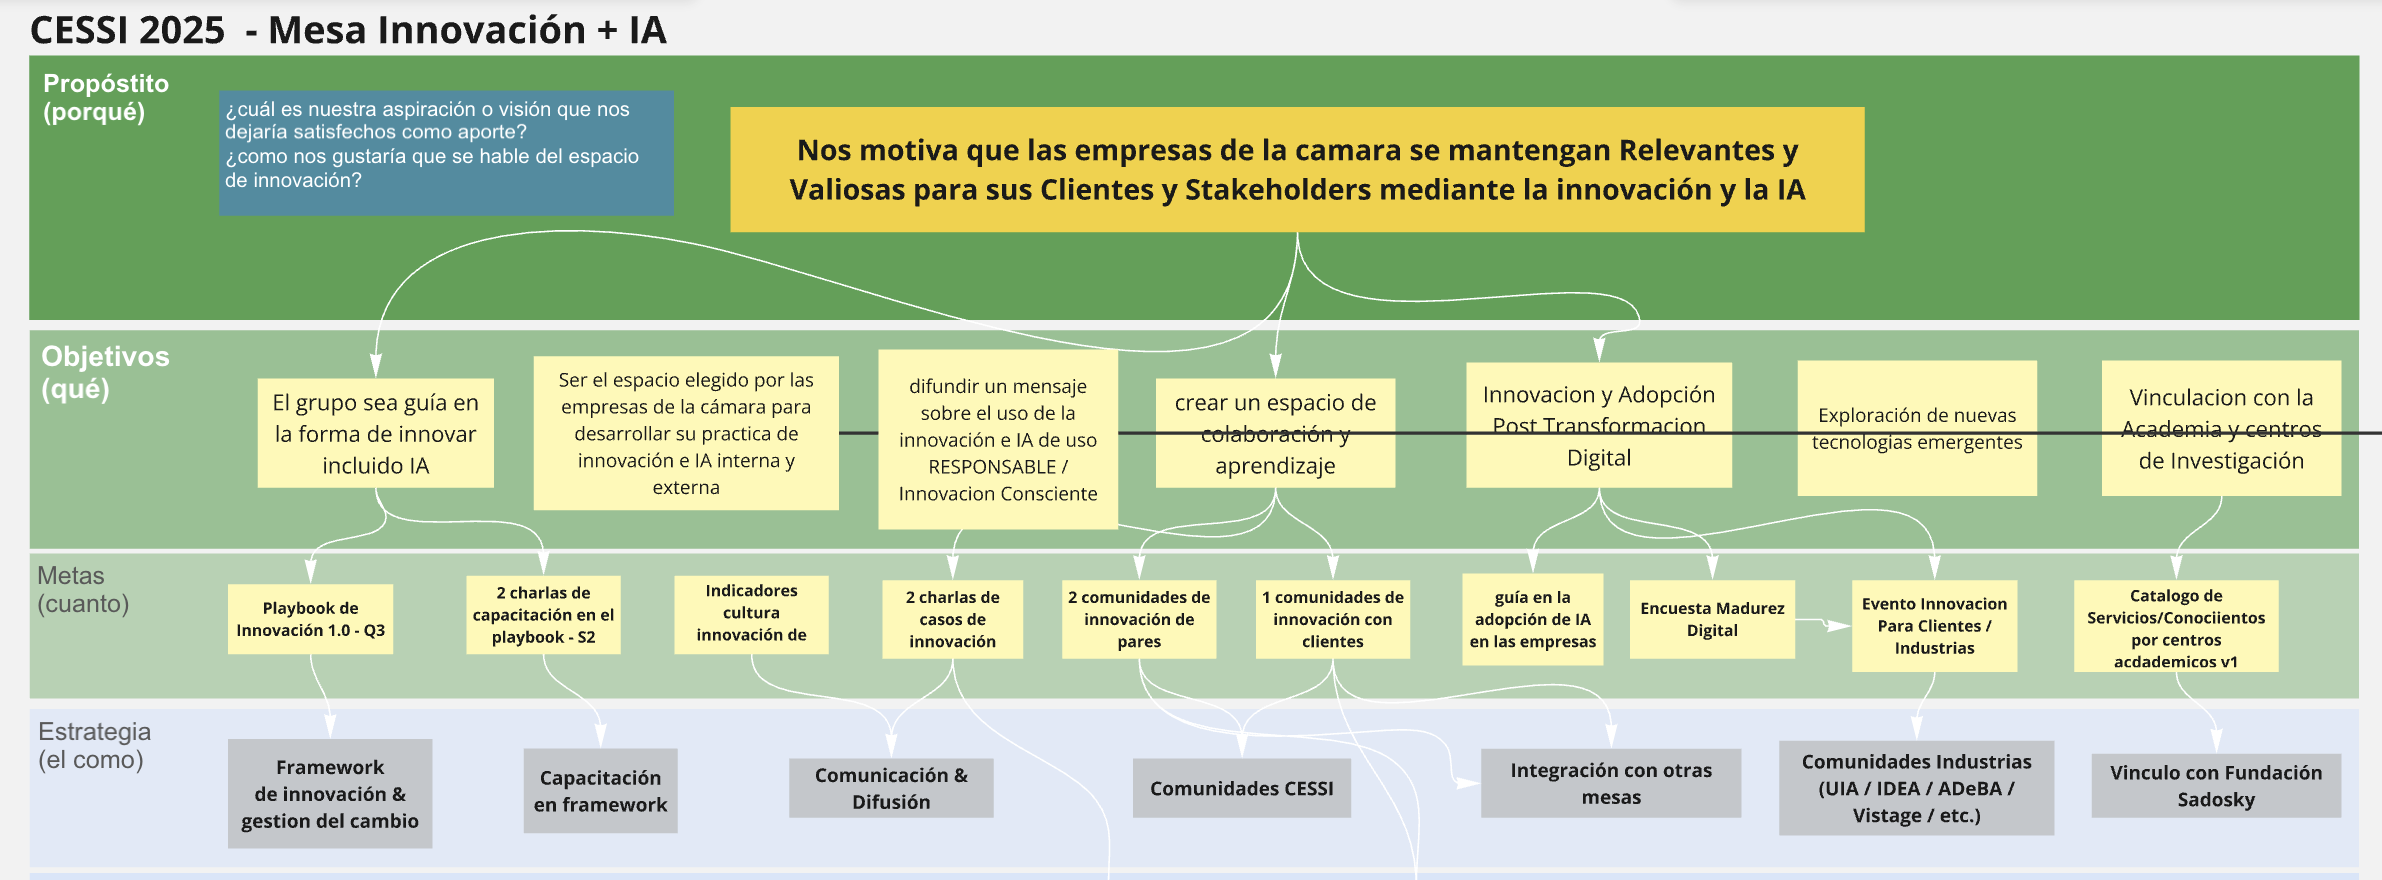 CESSI 2025  - Mesa Innovación + IA
Propóstito
(porqué)
¿cuál es nuestra aspiración o visión que nos
dejaría satisfechos como aporte?
¿como nos gustaría que se hable del espacio
de innovación?
Nos motiva que las empresas de la camara se mantengan Relevantes y
Valiosas para sus Clientes y Stakeholders mediante la innovación y la IA
Objetivos
(qué)
El grupo sea guía en
la forma de innovar
incluido IA
Ser el espacio elegido por las
empresas de la cámara para
desarrollar su practica de
innovación e IA interna y
externa
difundir un mensaje
sobre el uso de la
innovación e IA de uso
RESPONSABLE /
Innovacion Consciente
crear un espacio de
colaboración y
aprendizaje
Innovacion y Adopción
Post Transformacion
Digital
Exploración de nuevas
tecnologias emergentes
Vinculacion con la
Academia y centros
de Investigación
Metas
(cuanto)
Playbook de
Innovación 1.0 - Q3
2 charlas de
capacitación en el
playbook - S2
Indicadores
cultura
innovación de
2 charlas de
casos de
innovación
2 comunidades de
innovación de
pares
1 comunidades de
innovación con
clientes
guía en la
adopción de IA
en las empresas
Encuesta Madurez
Digital
Evento Innovacion
Para Clientes /
Industrias
Catalogo de
Servicios/Conociientos
por centros
acdademicos v1
Estrategia
(el como)
Framework
de innovación &
gestion del cambio
Capacitación
en framework
Comunicación &
Difusión
Comunidades CESSI
Integración con otras
mesas
Comunidades Industrias
(UIA / IDEA / ADeBA /
Vistage / etc.)
Vinculo con Fundación
Sadosky